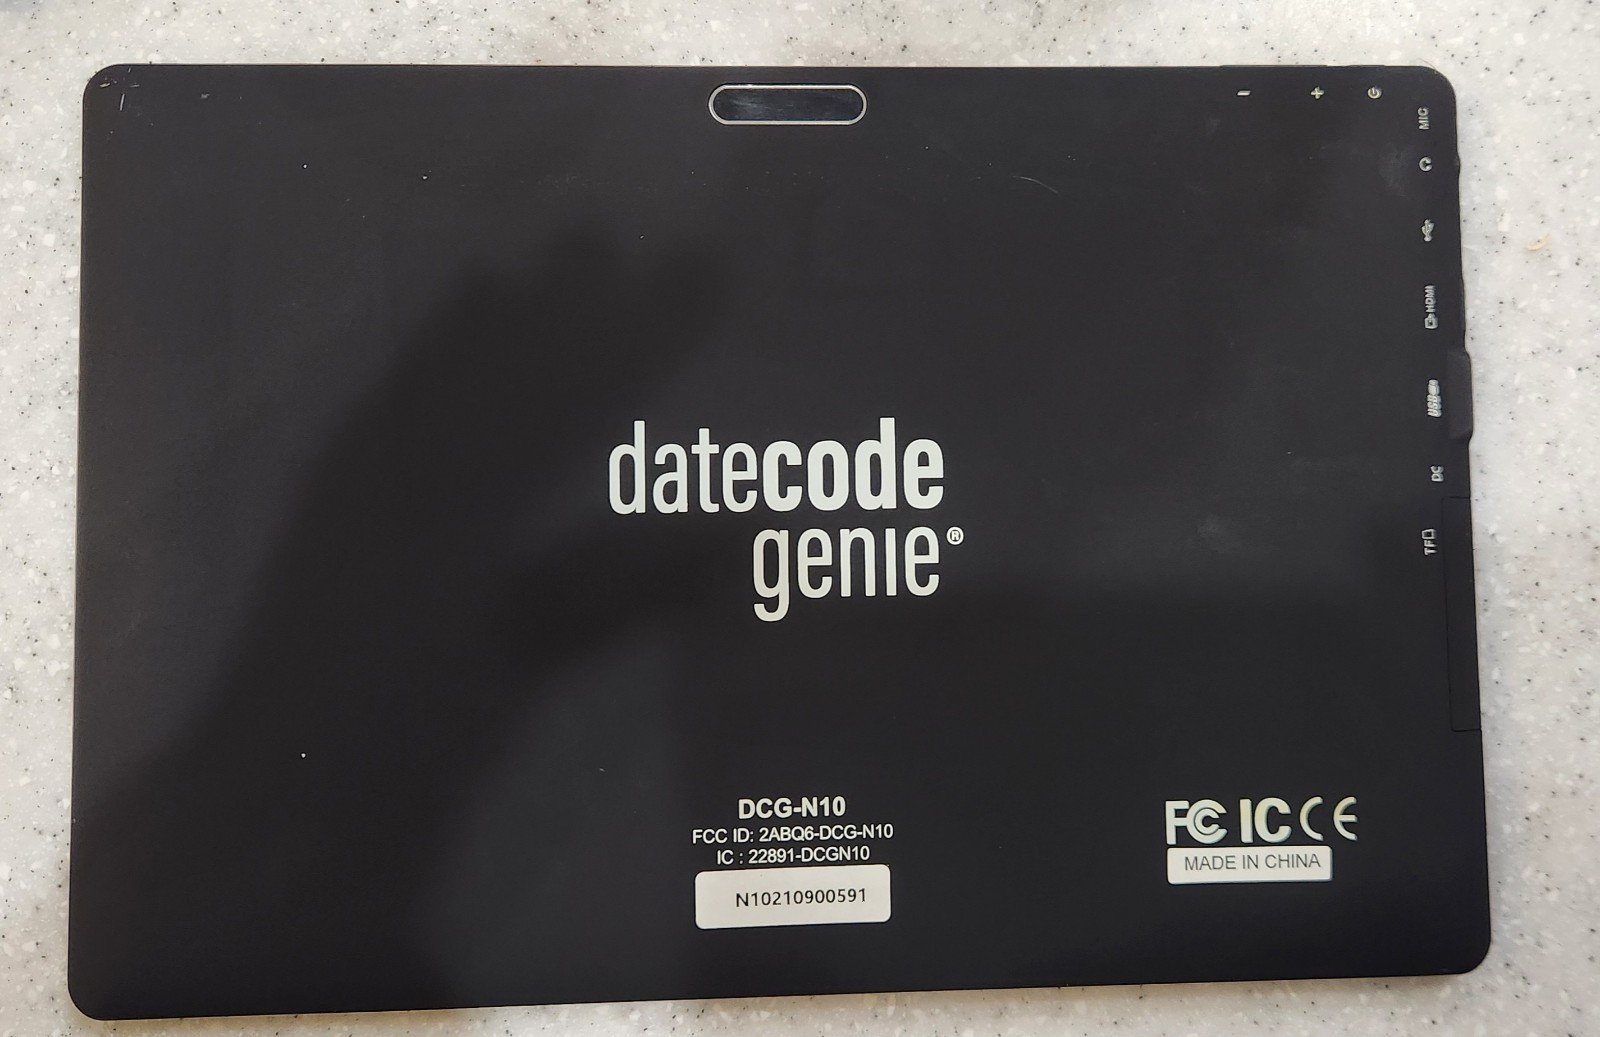 - +
MIC
HDMI
USB
DC
TF
datecode
genie®
DCG-N10
FCC ID: 2ABQ6-DCG-N10
IC : 22891-DCGN10
N10210900591
FC IC CE
MADE IN CHINA